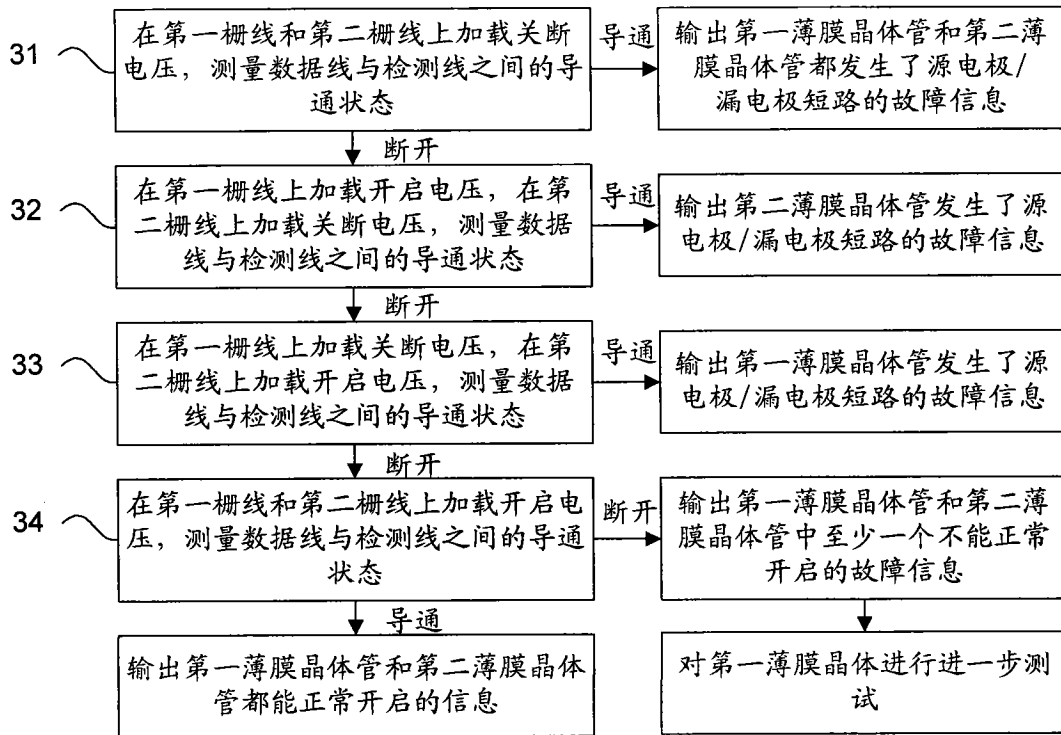 31
在第一栅线和第二栅线上加载关断
电压，测量数据线与检测线之间的导
通状态
导通
输出第一薄膜晶体管和第二薄
膜晶体管都发生了源电极/
漏电极短路的故障信息
断开
32
在第一栅线上加载开启电压，在第
二栅线上加载关断电压，测量数据
线与检测线之间的导通状态
导通
输出第二薄膜晶体管发生了源
电极/漏电极短路的故障信息
断开
33
在第一栅线上加载关断电压，在第
二栅线上加载开启电压，测量数据
线与检测线之间的导通状态
导通
输出第一薄膜晶体管发生了源
电极/漏电极短路的故障信息
断开
34
在第一栅线和第二栅线上加载开启电
压，测量数据线与检测线之间的导通
状态
断开
输出第一薄膜晶体管和第二薄
膜晶体管中至少一个不能正常
开启的故障信息
导通
输出第一薄膜晶体管和第二薄膜晶体
管都能正常开启的信息
对第一薄膜晶体进行进一步测
试